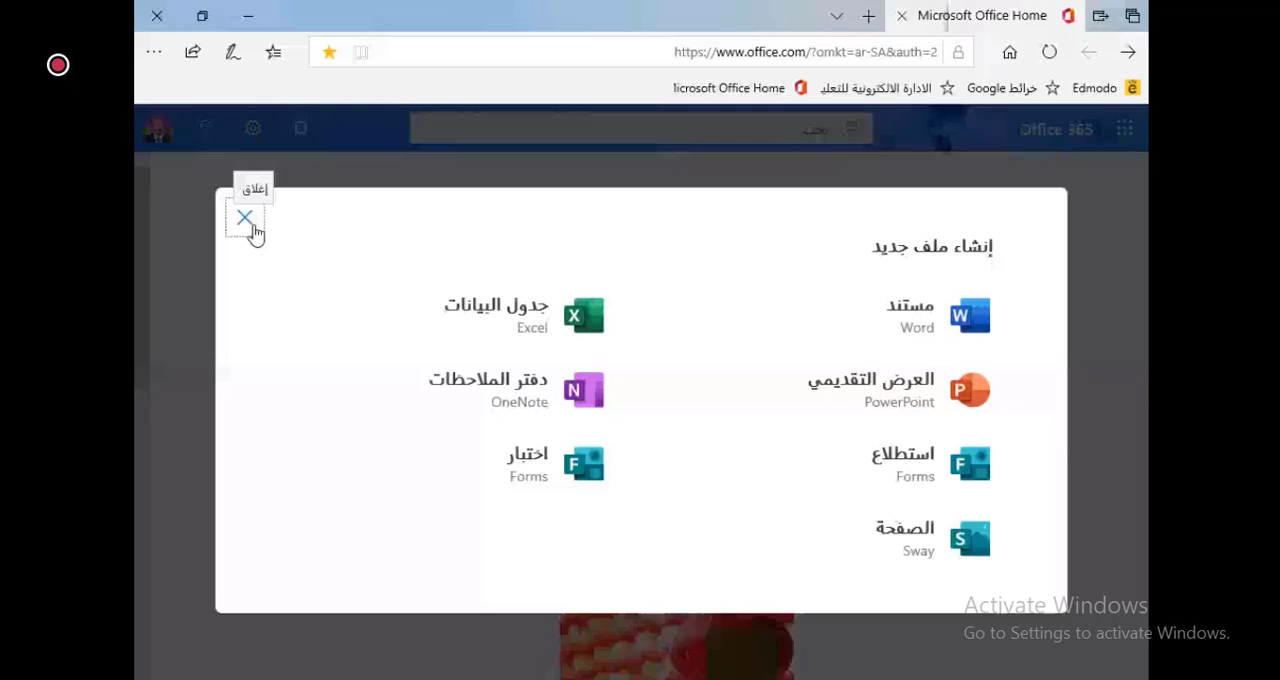 Microsoft Office Home
https://www.office.com/?omkt=ar-SA&auth=2
Edmodo
خرائط Google
الادارة الالكترونية للتعليـ
licrosoft Office Home
Office 365
بحث
إغلاق
إنشاء ملف جديد
مستند
Word
جدول البيانات
Excel
العرض التقديمي
PowerPoint
دفتر الملاحظات
OneNote
استطلاع
Forms
اختبار
Forms
الصفحة
Sway
Activate Windows
Go to Settings to activate Windows.